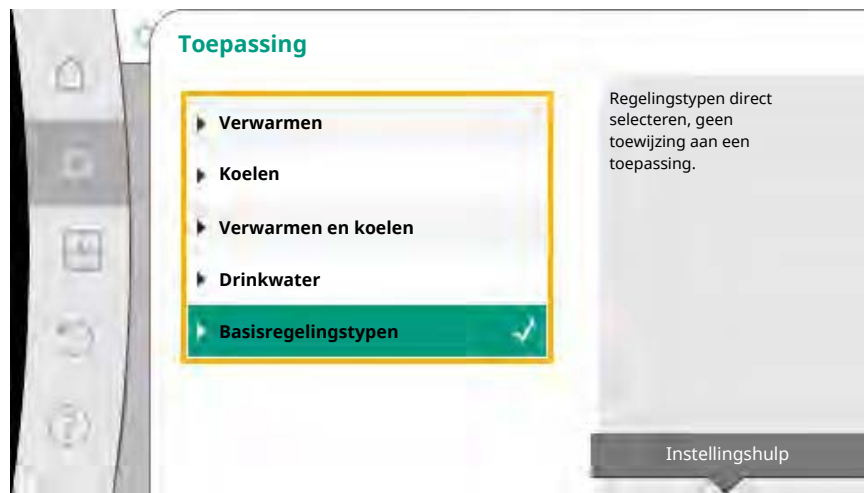 Toepassing
Verwarmen
Koelen
Verwarmen en koelen
Drinkwater
Basisregelingstypen
Regelingstypen direct
selecteren, geen
toewijzing aan een
toepassing.
Instellingshulp